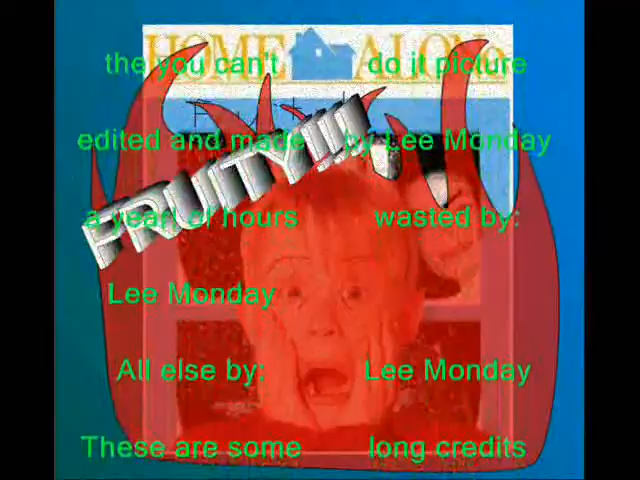 HOME ALONe
the you can't do it picture
FRUITY!!!
edited and made by Lee Monday
a year! of hours wasted by:
Lee Monday
All else by: Lee Monday
These are some long credits